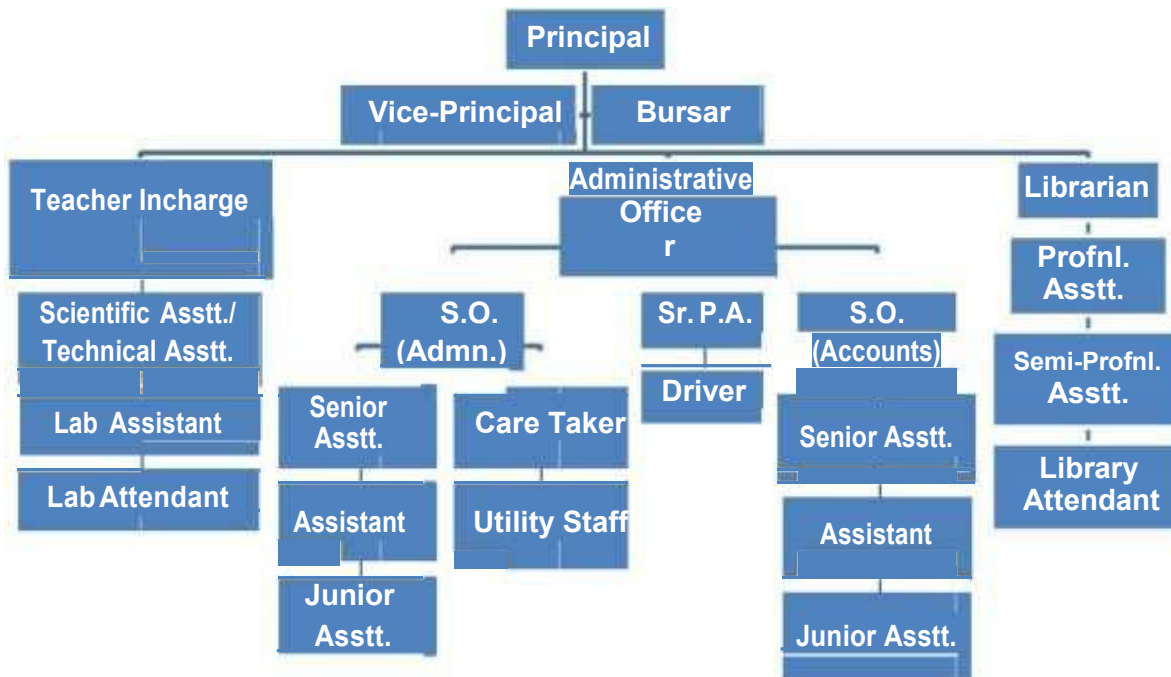 Principal
Vice-Principal
Bursar
Teacher Incharge
Administrative
Office
r
Librarian
Scientific Asstt./
Technical Asstt.
Lab Assistant
Lab Attendant
S.O.
(Admn.)
Senior
Asstt.
Assistant
Junior
Asstt.
Care Taker
Utility Staff
Sr. P.A.
Driver
S.O.
(Accounts)
Senior Asstt.
Assistant
Junior Asstt.
Profnl.
Asstt.
Semi-Profnl.
Asstt.
Library
Attendant